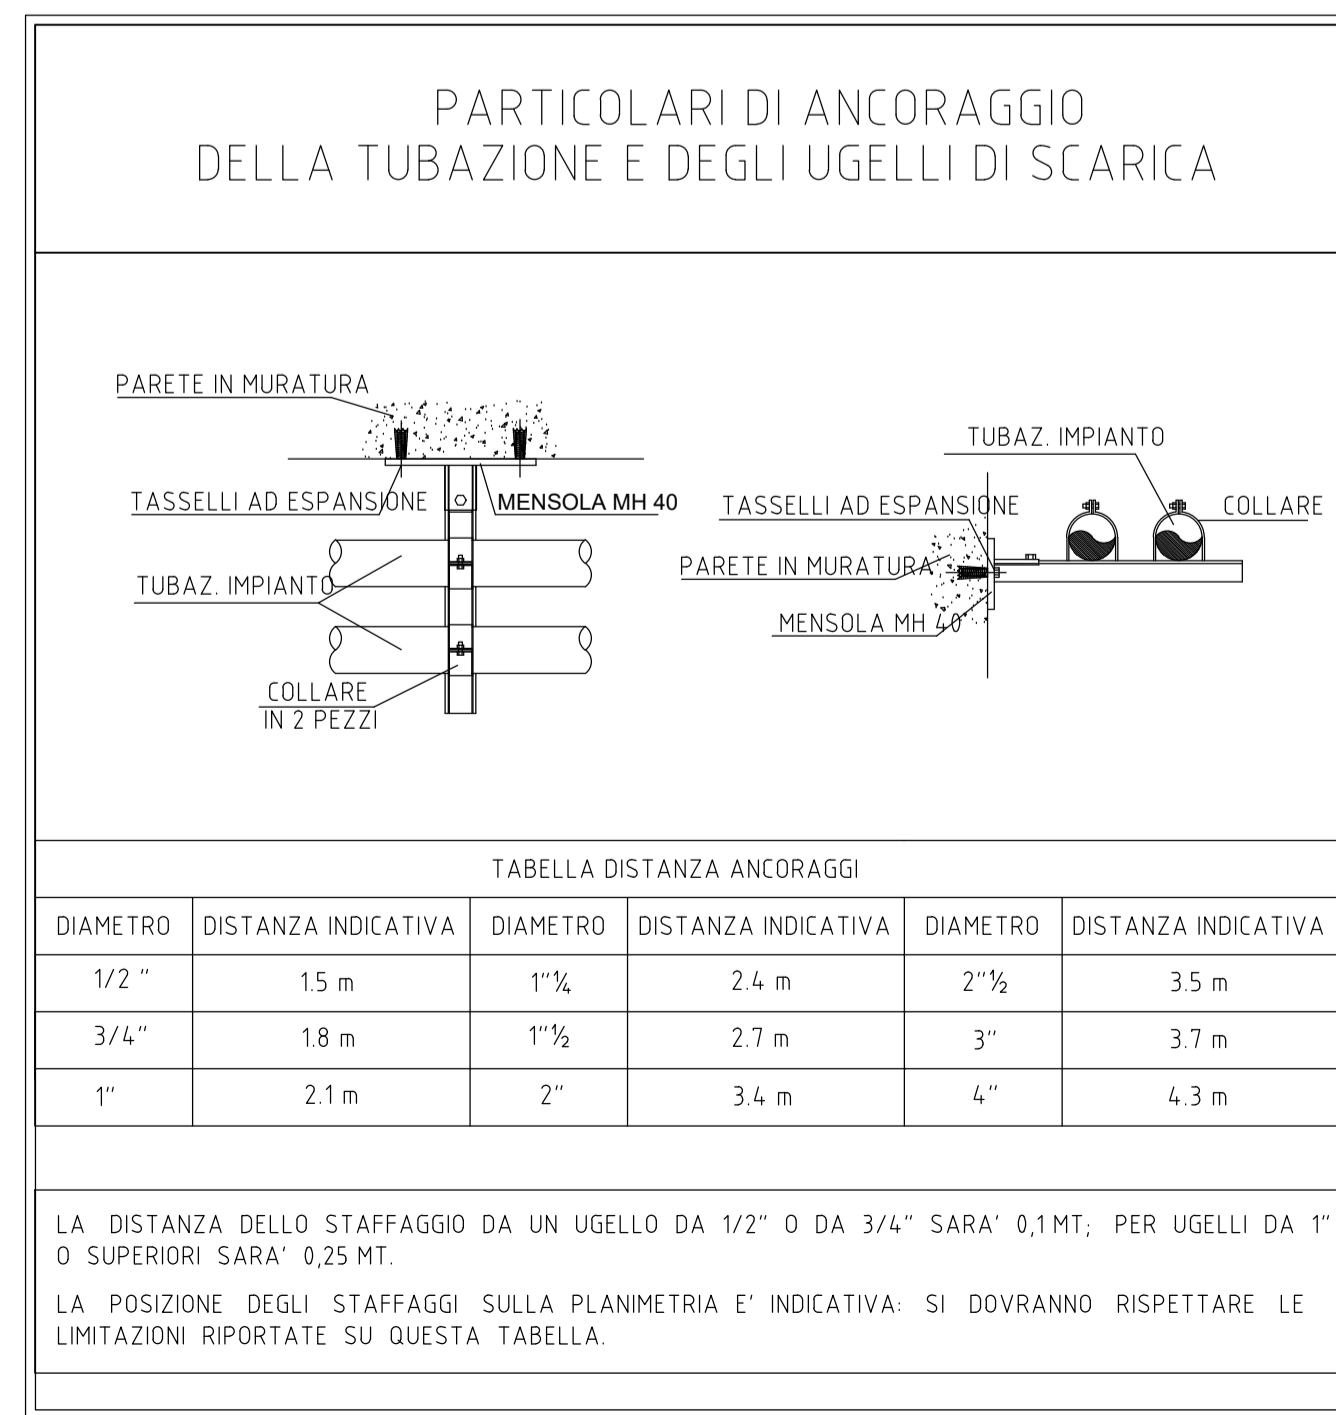 PARTICOLARI DI ANCORAGGIO
DELLA TUBAZIONE E DEGLI UGELLI DI SCARICA
PARETE IN MURATURA
TASSELLI AD ESPANSIONE
MENSOLA MH 40
TUBAZ. IMPIANTO
COLLARE
IN 2 PEZZI
TUBAZ. IMPIANTO
TASSELLI AD ESPANSIONE
COLLARE
PARETE IN MURATURA
MENSOLA MH 40
TABELLA DISTANZA ANCORAGGI
DIAMETRO DISTANZA INDICATIVA DIAMETRO DISTANZA INDICATIVA DIAMETRO DISTANZA INDICATIVA
1/2 " 1.5 m 1"¼ 2.4 m 2"½ 3.5 m
3/4" 1.8 m 1"½ 2.7 m 3" 3.7 m
1" 2.1 m 2" 3.4 m 4" 4.3 m
LA DISTANZA DELLO STAFFAGGIO DA UN UGELLO DA 1/2" O DA 3/4" SARA' 0,1 MT; PER UGELLI DA 1"
O SUPERIORI SARA' 0,25 MT.
LA POSIZIONE DEGLI STAFFAGGI SULLA PLANIMETRIA E' INDICATIVA: SI DOVRANNO RISPETTARE LE
LIMITAZIONI RIPORTATE SU QUESTA TABELLA.